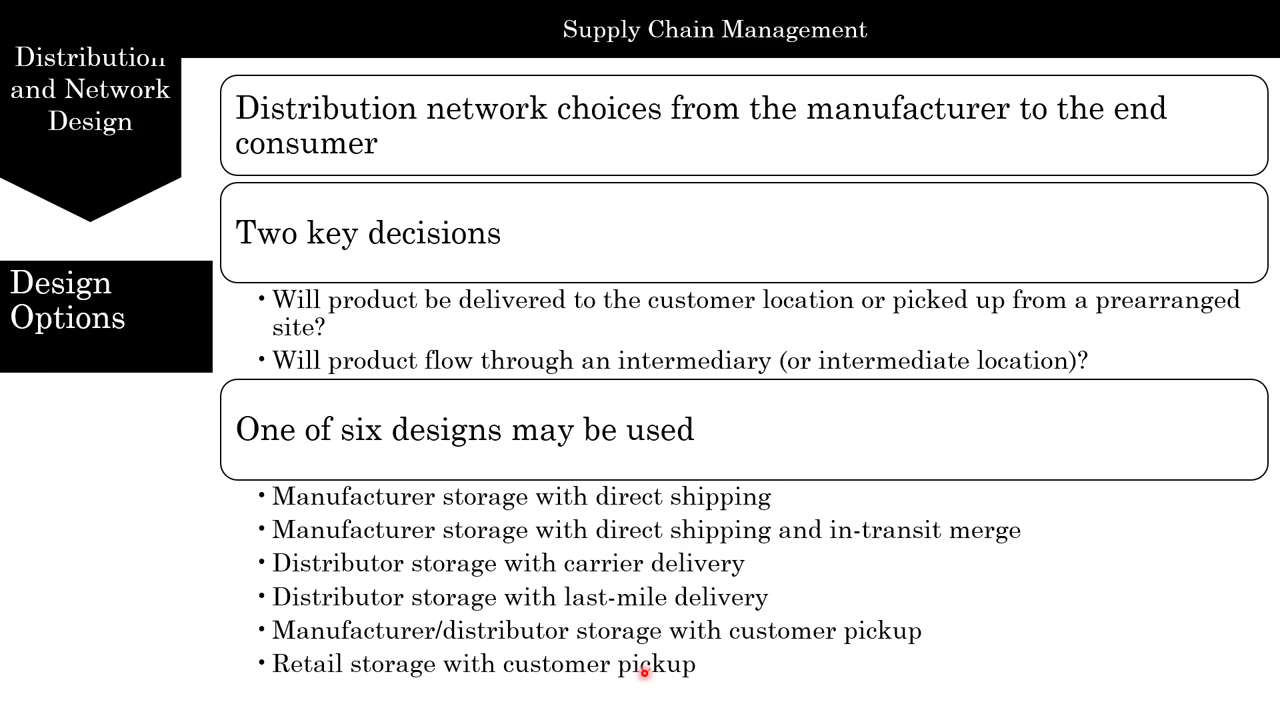 Supply Chain Management
Distribution
and Network
Design
Design
Options
Distribution network choices from the manufacturer to the end
consumer
Two key decisions
• Will product be delivered to the customer location or picked up from a prearranged
site?
• Will product flow through an intermediary (or intermediate location)?
One of six designs may be used
• Manufacturer storage with direct shipping
• Manufacturer storage with direct shipping and in-transit merge
• Distributor storage with carrier delivery
• Distributor storage with last-mile delivery
• Manufacturer/distributor storage with customer pickup
• Retail storage with customer pickup